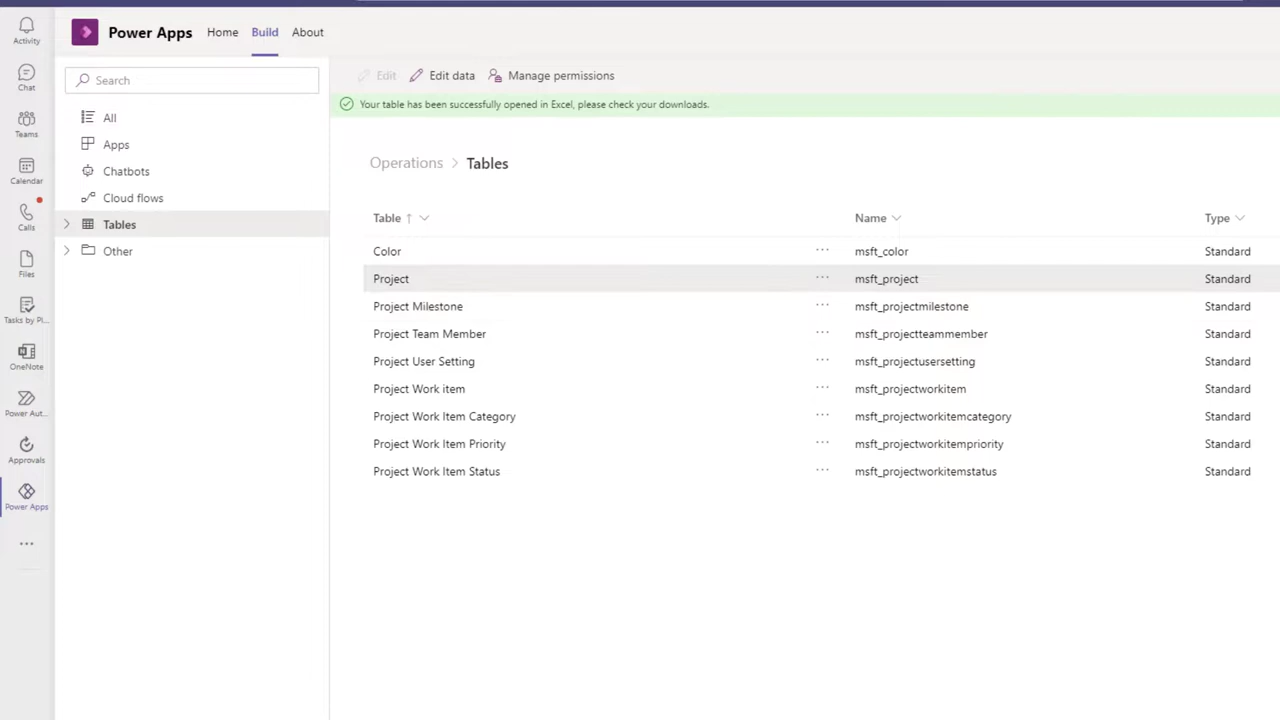 Power Apps Home Build About
Activity
Search
Edit Edit data Manage permissions
Chat
Your table has been successfully opened in Excel, please check your downloads.
All
Teams
Apps
Operations > Tables
Chatbots
Calendar
Cloud flows
Table ↑ Name Type
Tables
Calls
Other
Color ... msft_color Standard
Files
Project ... msft_project Standard
Project Milestone ... msft_projectmilestone Standard
Tasks by Pl...
Project Team Member ... msft_projectteammember Standard
Project User Setting ... msft_projectusersetting Standard
OneNote
Project Work item ... msft_projectworkitem Standard
Power Aut...
Project Work Item Category ... msft_projectworkitemcategory Standard
Project Work Item Priority ... msft_projectworkitempriority Standard
Approvals
Project Work Item Status ... msft_projectworkitemstatus Standard
Power Apps
...